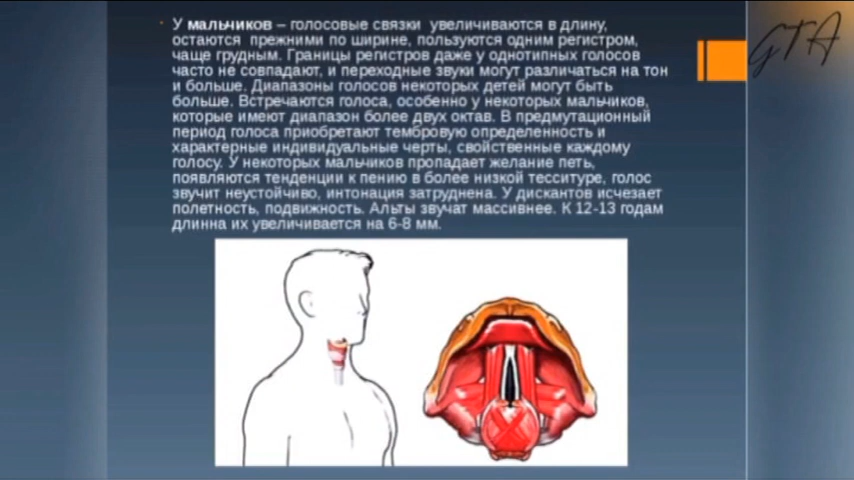 У мальчиков – голосовые связки увеличиваются в длину,
остаются прежними по ширине, пользуются одним регистром,
чаще грудным. Границы регистров даже у однотипных голосов
часто не совпадают, и переходные звуки могут различаться на тон
и больше. Диапазоны голосов некоторых детей могут быть
больше. Встречаются голоса, особенно у некоторых мальчиков,
которые имеют диапазон более двух октав. В предмутационный
период голоса приобретают тембровую определенность и
характерные индивидуальные черты, свойственные каждому
голосу. У некоторых мальчиков пропадает желание петь,
появляются тенденции к пению в более низкой тесситуре, голос
звучит неустойчиво, интонация затруднена. У дискантов исчезает
полетность, подвижность. Альты звучат массивнее. К 12-13 годам
длинна их увеличивается на 6-8 мм.
GTA